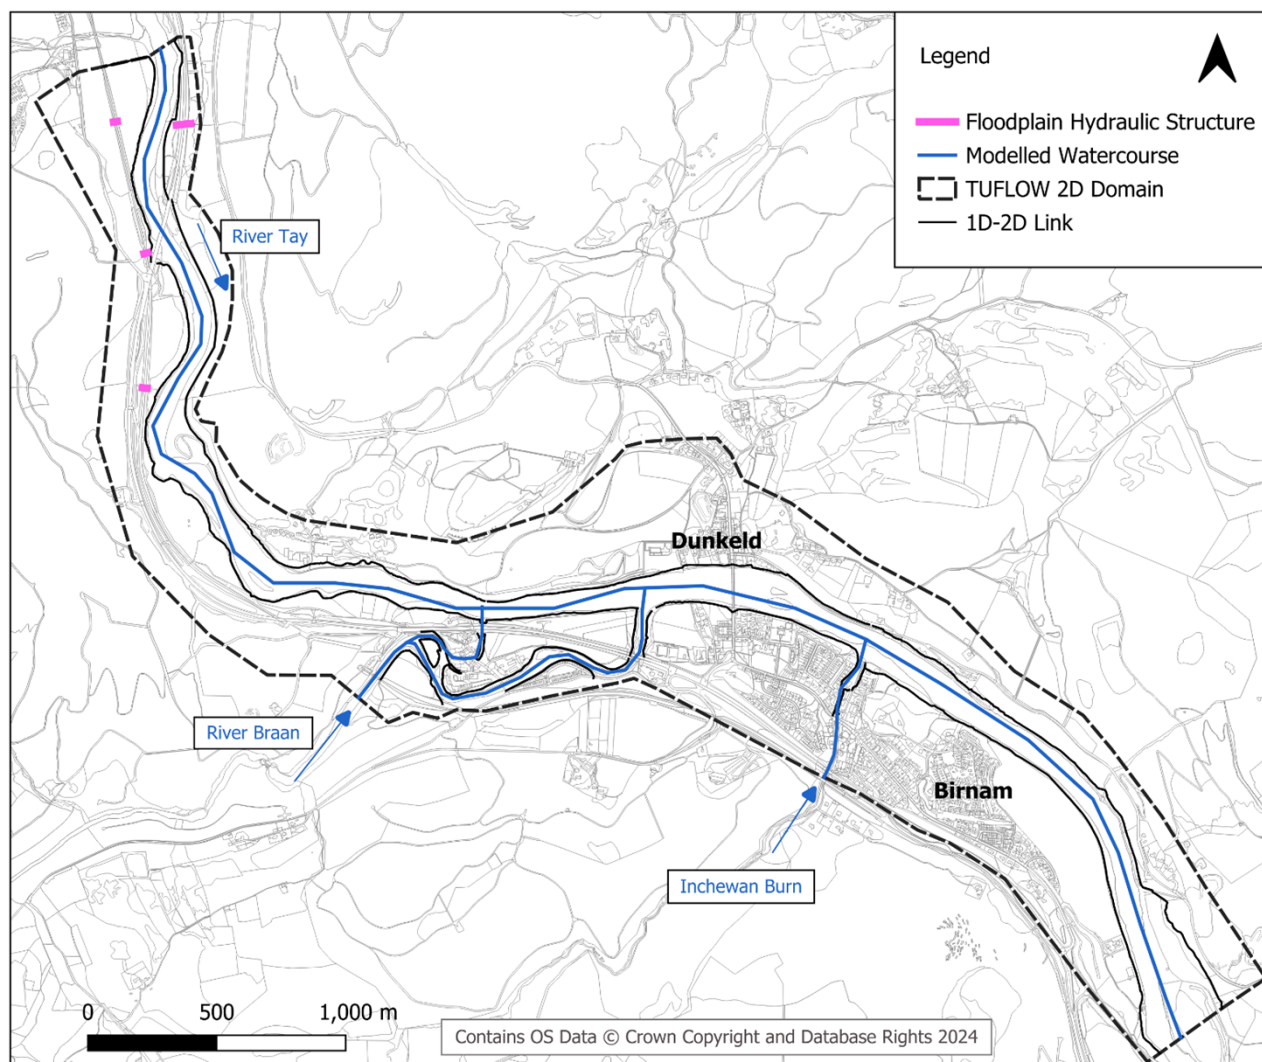 Legend
Floodplain Hydraulic Structure
Modelled Watercourse
TUFLOW 2D Domain
1D-2D Link
River Tay
Dunkeld
River Braan
Birnam
Inchewan Burn
0 500 1,000 m
Contains OS Data © Crown Copyright and Database Rights 2024